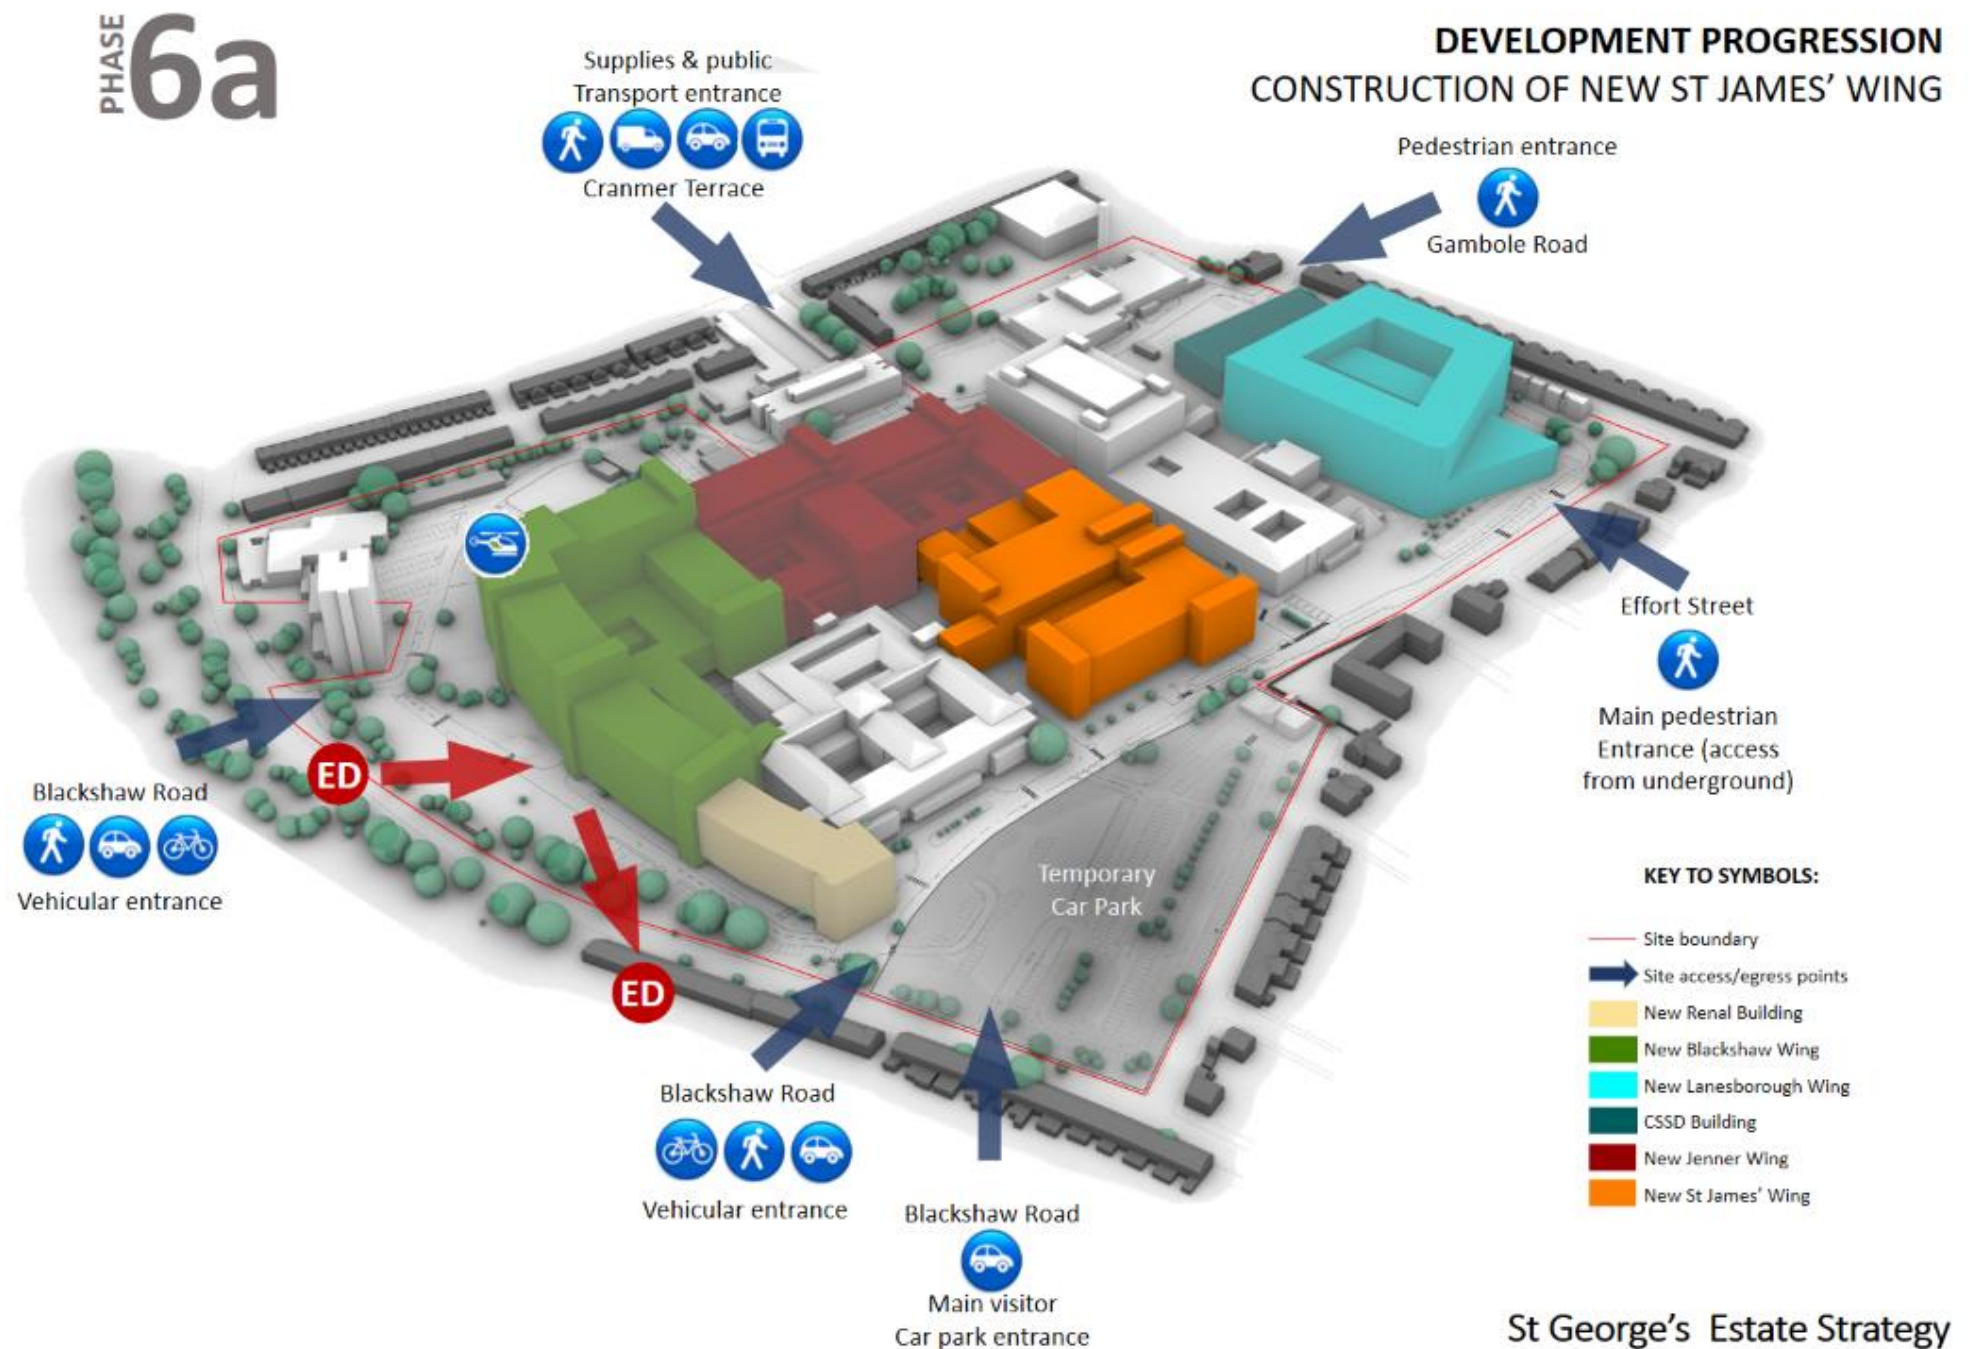 PHASE
6a
DEVELOPMENT PROGRESSION
CONSTRUCTION OF NEW ST JAMES’ WING
Supplies & public
Transport entrance
Cranmer Terrace
Pedestrian entrance
Gambole Road
Effort Street
Main pedestrian
Entrance (access
from underground)
ED
Blackshaw Road
Vehicular entrance
ED
Temporary
Car Park
Blackshaw Road
Vehicular entrance
Blackshaw Road
Main visitor
Car park entrance
KEY TO SYMBOLS:
Site boundary
Site access/egress points
New Renal Building
New Blackshaw Wing
New Lanesborough Wing
CSSD Building
New Jenner Wing
New St James’ Wing
St George’s Estate Strategy